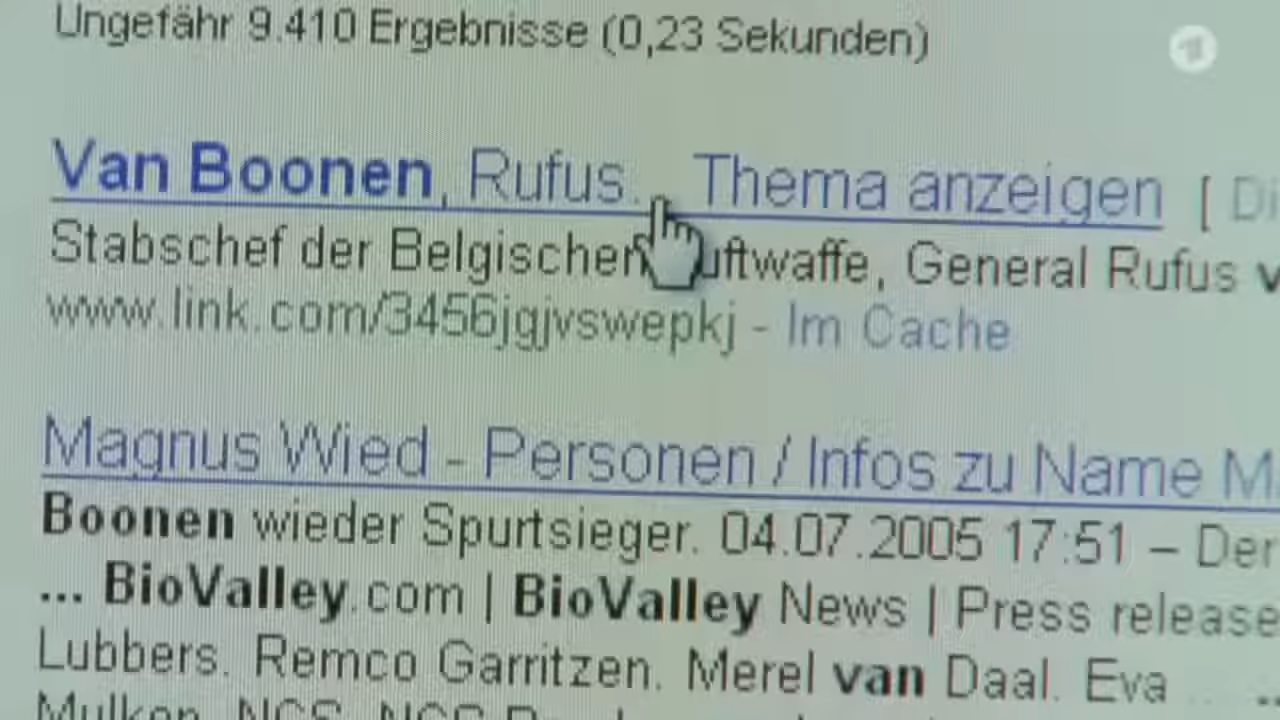 Ungefähr 9.410 Ergebnisse (0,23 Sekunden)
Van Boonen, Rufus. Thema anzeigen [ Di
Stabschef der Belgischen uftwaffe, General Rufus v
www.link.com/3456jgjvswepkj - Im Cache
Magnus Wied - Personen / Infos zu Name M
Boonen wieder Spurtsieger. 04.07.2005 17:51 – Der
... BioValley.com | BioValley News | Press release
Lubbers. Remco Garritzen. Merel van Daal. Eva ... ..